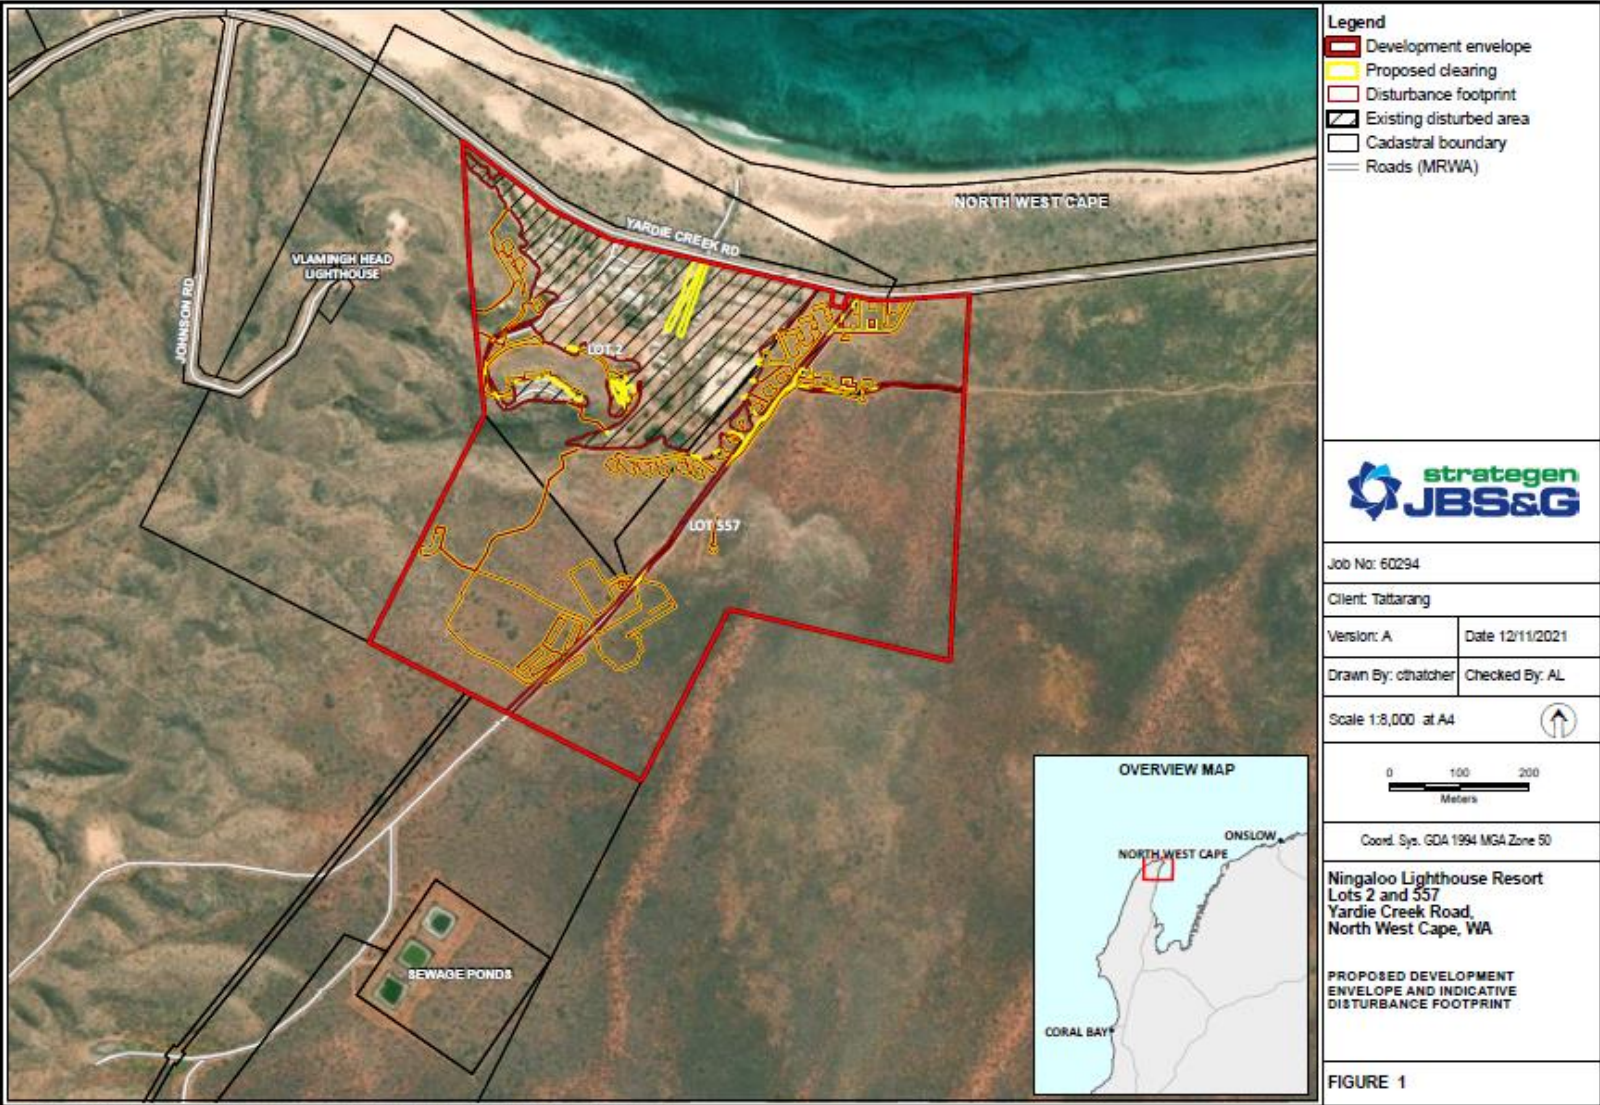 NORTH WEST CAPE
YARDIE CREEK RD
VLAMINGH HEAD
LIGHTHOUSE
JOHNSON RD
LOT 2
LOT 557
SEWAGE PONDS
OVERVIEW MAP
ONSLOW
NORTH WEST CAPE
CORAL BAY
Legend
Development envelope
Proposed clearing
Disturbance footprint
Existing disturbed area
Cadastral boundary
Roads (MRWA)
strategen
JBS&G
Job No: 60294
Client: Tattarang
Version: A
Date 12/11/2021
Drawn By: cthatcher
Checked By: AL
Scale 1:8,000 at A4
0 100 200
Meters
Coord. Sys. GDA 1994 MGA Zone 50
Ningaloo Lighthouse Resort
Lots 2 and 557
Yardie Creek Road,
North West Cape, WA
PROPOSED DEVELOPMENT
ENVELOPE AND INDICATIVE
DISTURBANCE FOOTPRINT
FIGURE 1